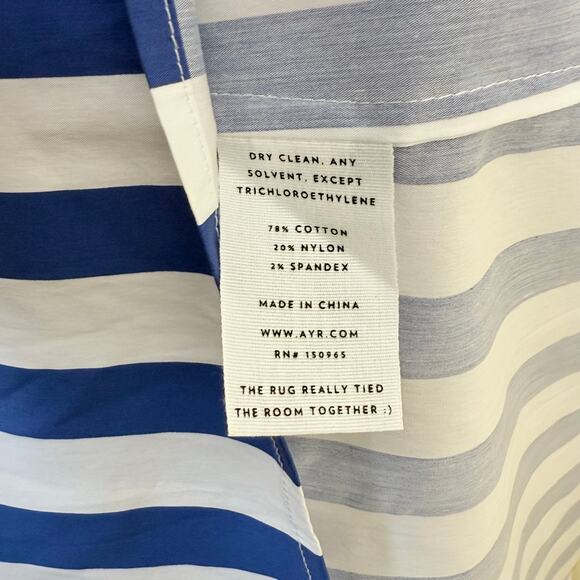 DRY CLEAN, ANY
SOLVENT, EXCEPT
TRICHLOROETHYLENE
78% COTTON
20% NYLON
2% SPANDEX
MADE IN CHINA
WWW.AYR.COM
RN# 150965
THE RUG REALLY TIED
THE ROOM TOGETHER :)